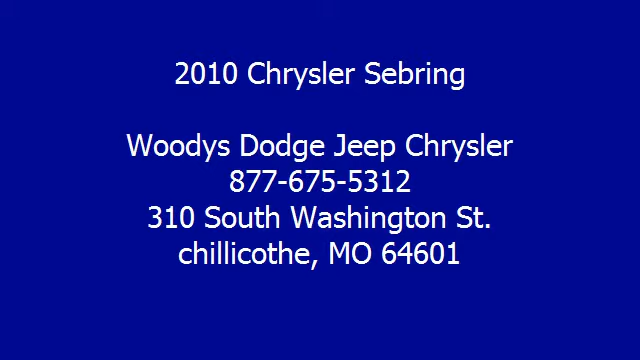 2010 Chrysler Sebring
Woodys Dodge Jeep Chrysler
877-675-5312
310 South Washington St.
chillicothe, MO 64601